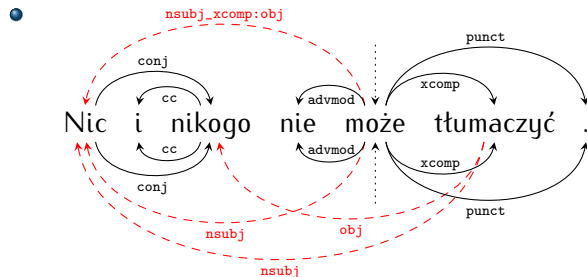 nsubj_xcomp:obj
punct
conj
cc
advmod
xcomp
Nic i nikogo nie może tłumaczyć .
cc
advmod
xcomp
conj
punct
nsubj
obj
nsubj